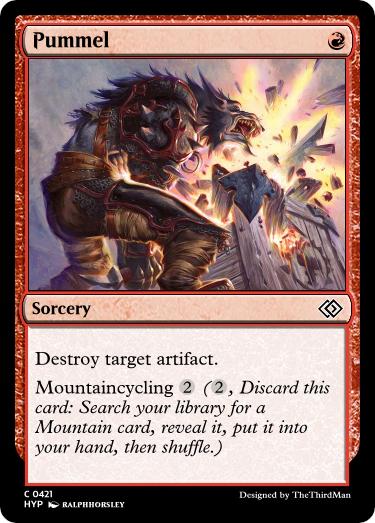 Pummel
Sorcery
Destroy target artifact.
Mountaincycling 2 (2, Discard this
card: Search your library for a
Mountain card, reveal it, put it into
your hand, then shuffle.)
C 0421
HYP RALPHHORSLEY
Designed by TheThirdMan